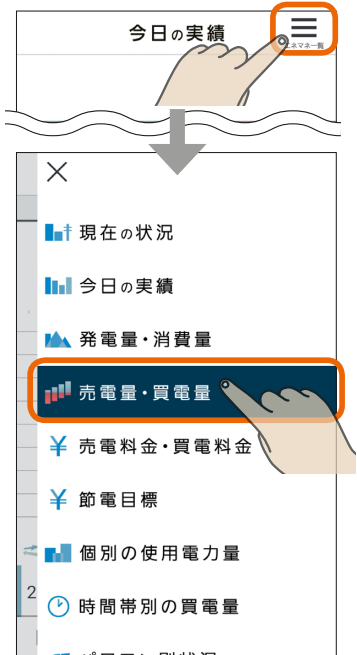 今日の実績
エネマネ一覧
現在の状況
今日の実績
発電量・消費量
売電量・買電量
¥ 売電料金・買電料金
¥ 節電目標
個別の使用電力量
2
時間帯別の買電量